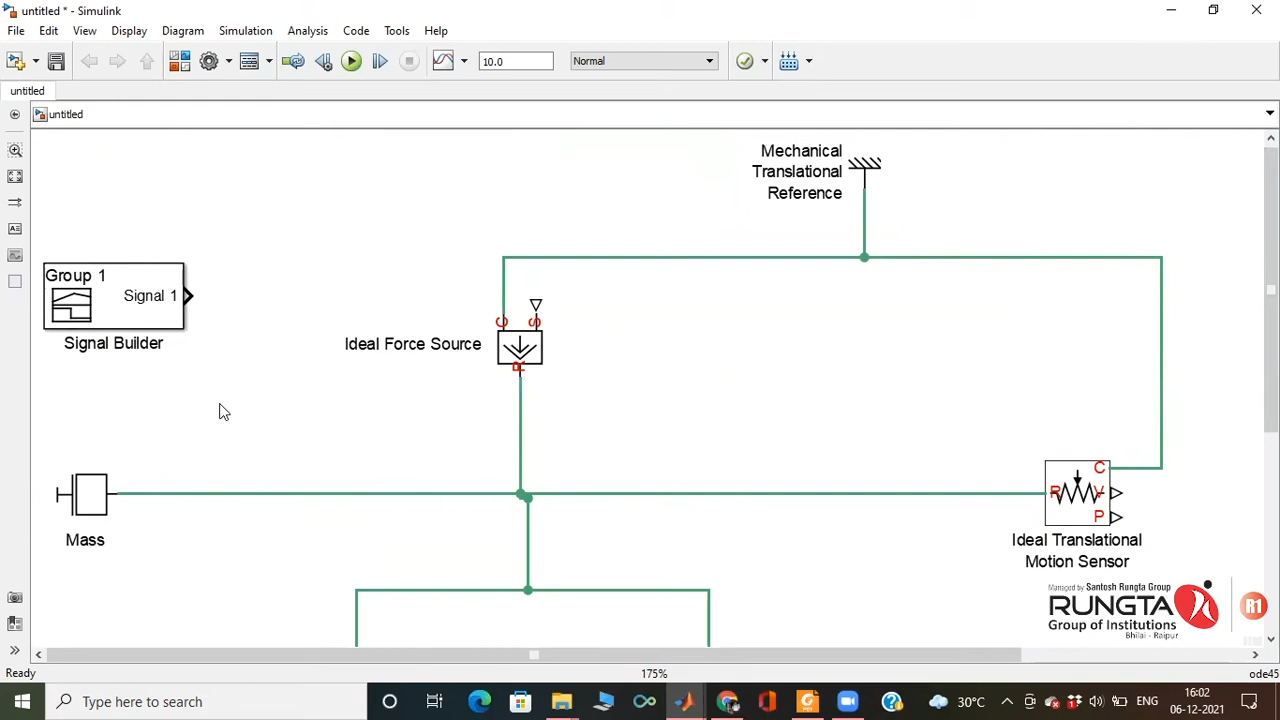 untitled * - Simulink
File Edit View Display Diagram Simulation Analysis Code Tools Help
10.0
Normal
untitled
untitled
Mechanical
Translational
Reference
Group 1
Signal 1
Signal Builder
C S
Ideal Force Source
R
Mass
C
R V
P
Ideal Translational
Motion Sensor
Managed by Santosh Rungta Group
RUNGTA
Group of Institutions
Bhilai - Raipur
R1
Ready
175%
ode45
Type here to search
30°C
ENG
16:02
06-12-2021